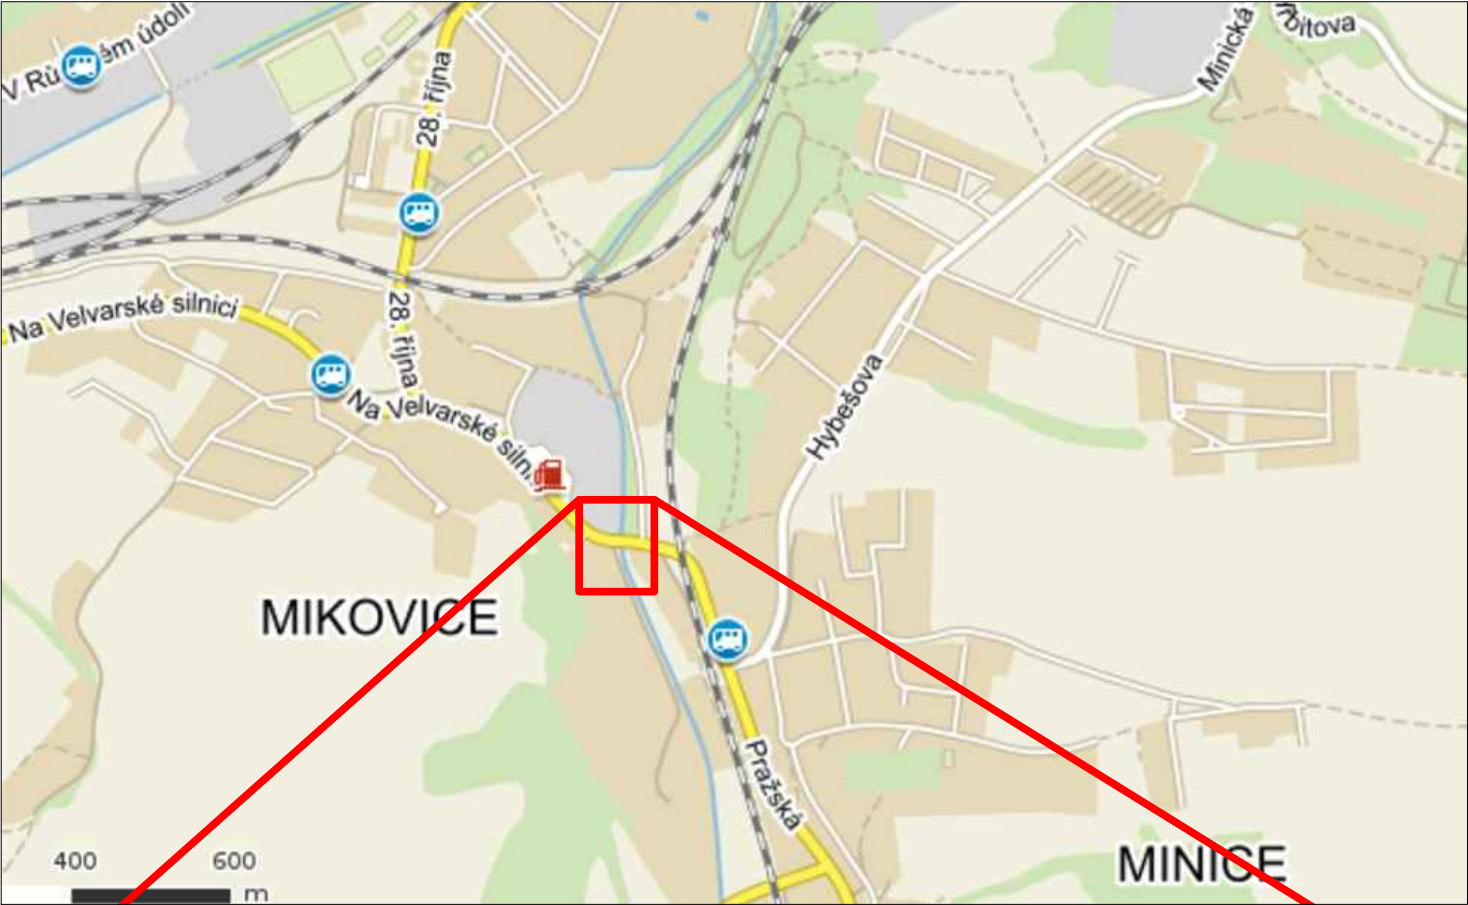 V Rů
ém údolí
28. října
Minická
řbitova
Na Velvarské silnici
28. října
Na Velvarské siln
Hybešova
MIKOVICE
Pražská
MINICE
400
600
m